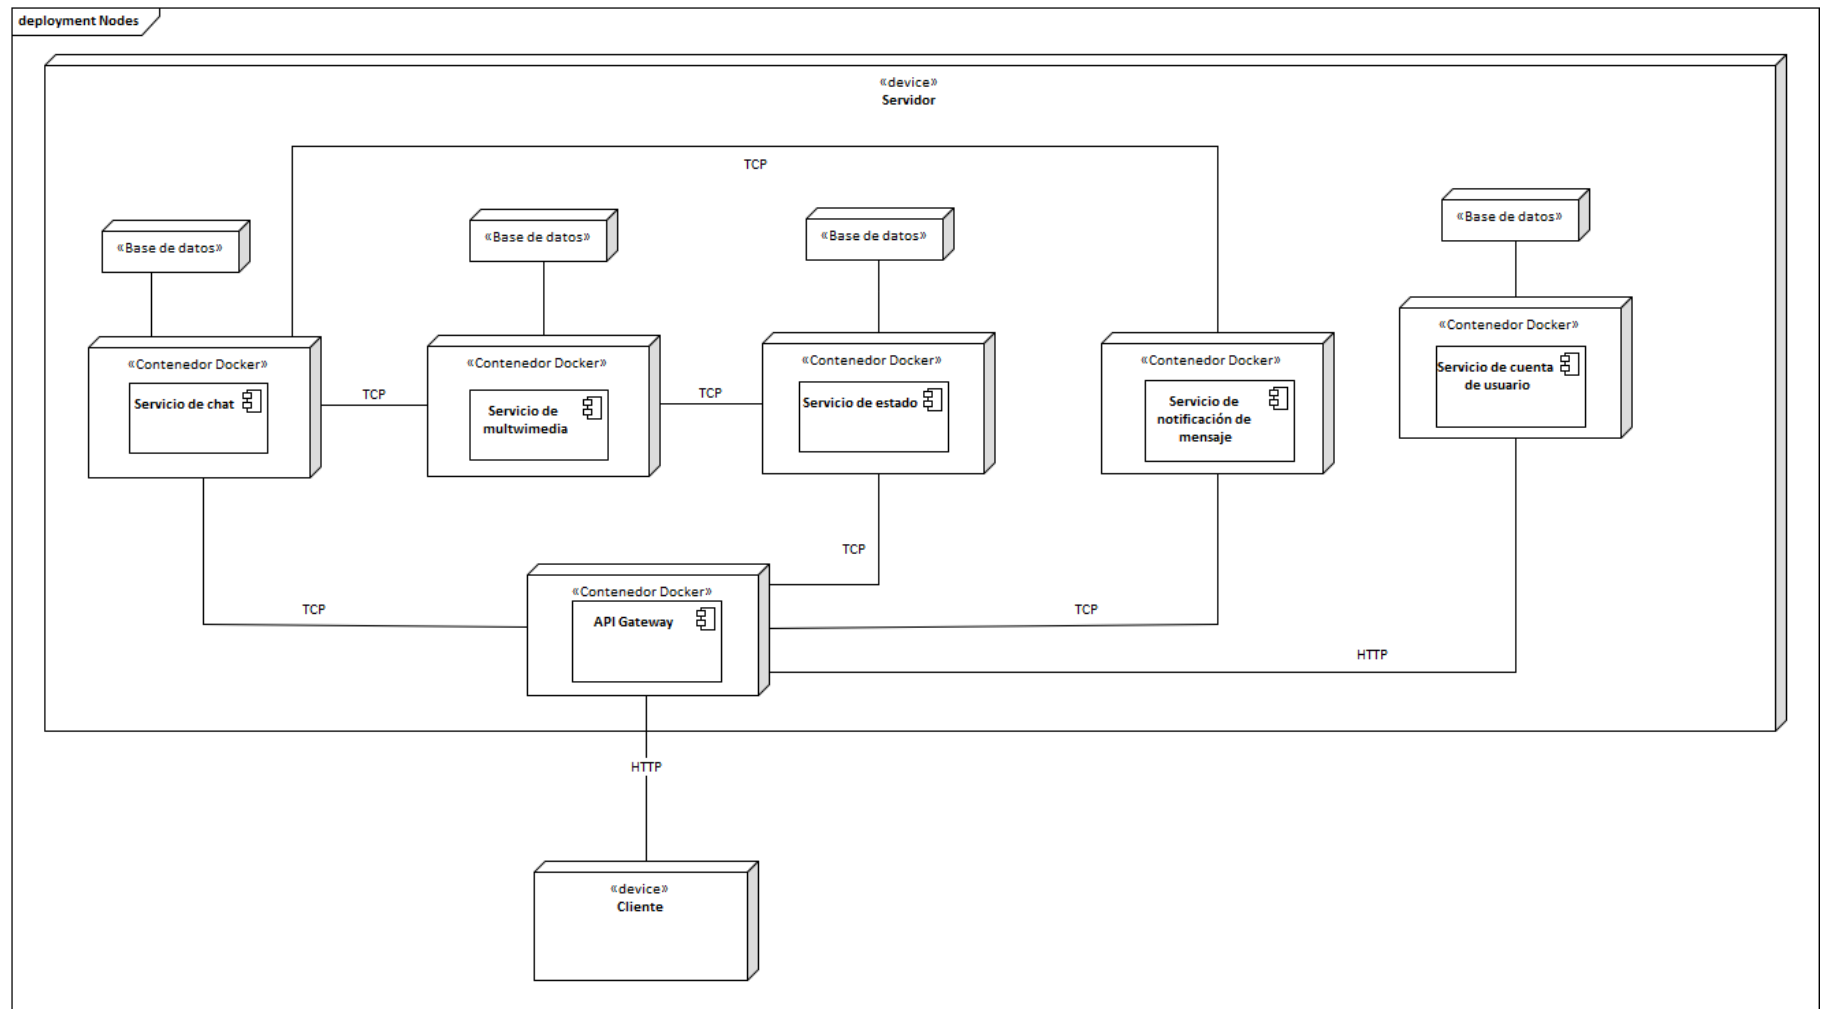 deployment Nodes
«device»
Servidor
TCP
«Base de datos»
«Base de datos»
«Base de datos»
«Base de datos»
«Contenedor Docker»
Servicio de chat
TCP
«Contenedor Docker»
Servicio de
multwimedia
TCP
«Contenedor Docker»
Servicio de estado
«Contenedor Docker»
Servicio de
notificación de
mensaje
«Contenedor Docker»
Servicio de cuenta
de usuario
TCP
TCP
TCP
HTTP
«Contenedor Docker»
API Gateway
HTTP
«device»
Cliente